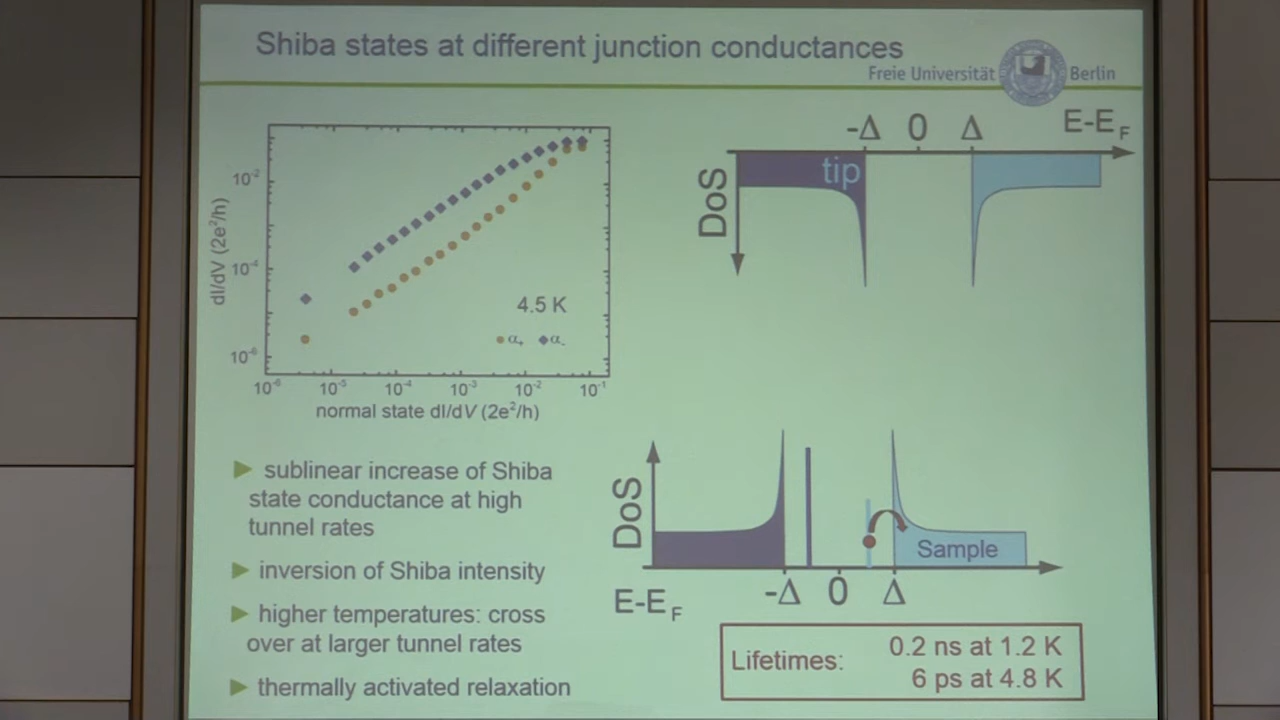 Shiba states at different junction conductances
Freie Universität Berlin
dI/dV (2e²/h)
10⁻²
10⁻⁴
10⁻⁶
4.5 K
α₊ α₋
10⁻⁶ 10⁻⁵ 10⁻⁴ 10⁻³ 10⁻² 10⁻¹
normal state dI/dV (2e²/h)
-Δ 0 Δ E-E_F
tip
DoS
▶ sublinear increase of Shiba
state conductance at high
tunnel rates
▶ inversion of Shiba intensity
▶ higher temperatures: cross
over at larger tunnel rates
▶ thermally activated relaxation
DoS
Sample
E-E_F -Δ 0 Δ
Lifetimes: 0.2 ns at 1.2 K
6 ps at 4.8 K